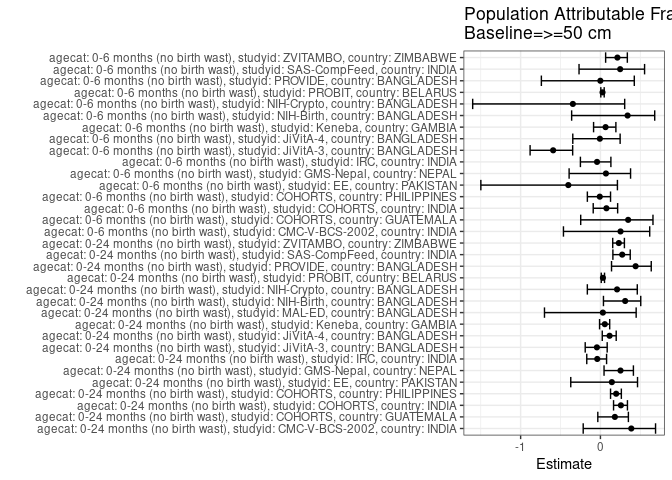 Population Attributable Fra
Baseline=>=50 cm
agecat: 0-6 months (no birth wast), studyid: ZVITAMBO, country: ZIMBABWE
agecat: 0-6 months (no birth wast), studyid: SAS-CompFeed, country: INDIA
agecat: 0-6 months (no birth wast), studyid: PROVIDE, country: BANGLADESH
agecat: 0-6 months (no birth wast), studyid: PROBIT, country: BELARUS
agecat: 0-6 months (no birth wast), studyid: NIH-Crypto, country: BANGLADESH
agecat: 0-6 months (no birth wast), studyid: NIH-Birth, country: BANGLADESH
agecat: 0-6 months (no birth wast), studyid: Keneba, country: GAMBIA
agecat: 0-6 months (no birth wast), studyid: JiVitA-4, country: BANGLADESH
agecat: 0-6 months (no birth wast), studyid: JiVitA-3, country: BANGLADESH
agecat: 0-6 months (no birth wast), studyid: IRC, country: INDIA
agecat: 0-6 months (no birth wast), studyid: GMS-Nepal, country: NEPAL
agecat: 0-6 months (no birth wast), studyid: EE, country: PAKISTAN
agecat: 0-6 months (no birth wast), studyid: COHORTS, country: PHILIPPINES
agecat: 0-6 months (no birth wast), studyid: COHORTS, country: INDIA
agecat: 0-6 months (no birth wast), studyid: COHORTS, country: GUATEMALA
agecat: 0-6 months (no birth wast), studyid: CMC-V-BCS-2002, country: INDIA
agecat: 0-24 months (no birth wast), studyid: ZVITAMBO, country: ZIMBABWE
agecat: 0-24 months (no birth wast), studyid: SAS-CompFeed, country: INDIA
agecat: 0-24 months (no birth wast), studyid: PROVIDE, country: BANGLADESH
agecat: 0-24 months (no birth wast), studyid: PROBIT, country: BELARUS
agecat: 0-24 months (no birth wast), studyid: NIH-Crypto, country: BANGLADESH
agecat: 0-24 months (no birth wast), studyid: NIH-Birth, country: BANGLADESH
agecat: 0-24 months (no birth wast), studyid: MAL-ED, country: BANGLADESH
agecat: 0-24 months (no birth wast), studyid: Keneba, country: GAMBIA
agecat: 0-24 months (no birth wast), studyid: JiVitA-4, country: BANGLADESH
agecat: 0-24 months (no birth wast), studyid: JiVitA-3, country: BANGLADESH
agecat: 0-24 months (no birth wast), studyid: IRC, country: INDIA
agecat: 0-24 months (no birth wast), studyid: GMS-Nepal, country: NEPAL
agecat: 0-24 months (no birth wast), studyid: EE, country: PAKISTAN
agecat: 0-24 months (no birth wast), studyid: COHORTS, country: PHILIPPINES
agecat: 0-24 months (no birth wast), studyid: COHORTS, country: INDIA
agecat: 0-24 months (no birth wast), studyid: COHORTS, country: GUATEMALA
agecat: 0-24 months (no birth wast), studyid: CMC-V-BCS-2002, country: INDIA
-1 0
Estimate